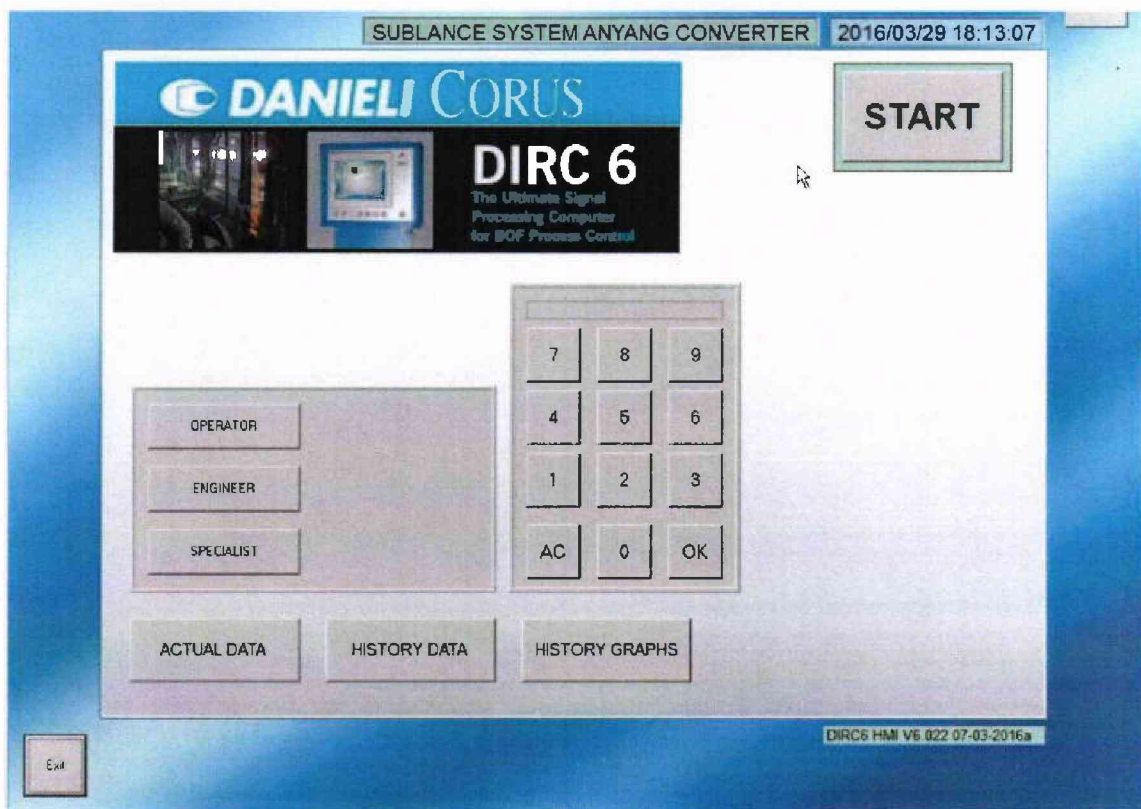 SUBLANCE SYSTEM ANYANG CONVERTER
2016/03/29 18:13:07
DANIELI CORUS
START
DIRC 6
The Ultimate Signal
Processing Computer
for BOF Process Control
7 8 9
4 5 6
1 2 3
AC 0 OK
OPERATOR
ENGINEER
SPECIALIST
ACTUAL DATA
HISTORY DATA
HISTORY GRAPHS
DIRC6 HMI V6 022 07-03-2016a
Exit